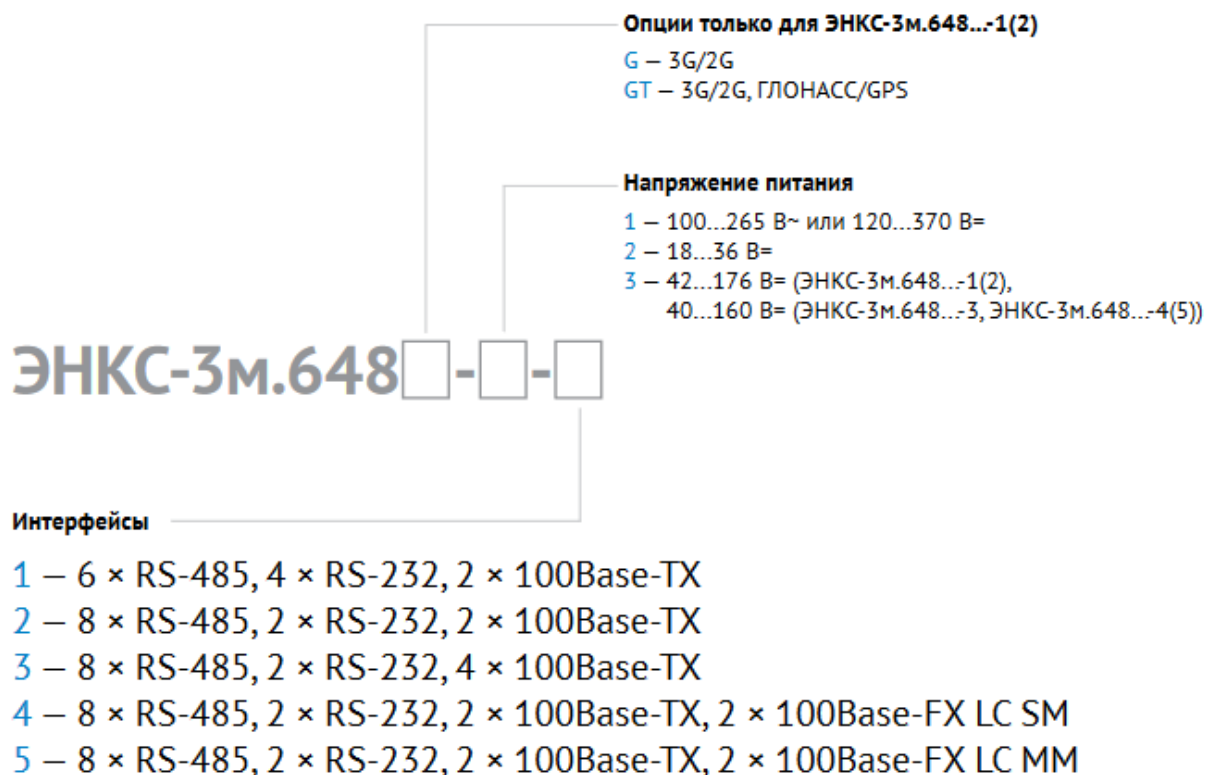 Опции только для ЭНКС-3м.648...-1(2)
G — 3G/2G
GT — 3G/2G, ГЛОНАСС/GPS
Напряжение питания
1 — 100...265 В~ или 120...370 В=
2 — 18...36 В=
3 — 42...176 В= (ЭНКС-3м.648...-1(2),
40...160 В= (ЭНКС-3м.648...-3, ЭНКС-3м.648...-4(5))
ЭНКС-3м.648□-□-□
Интерфейсы
1 — 6 × RS-485, 4 × RS-232, 2 × 100Base-TX
2 — 8 × RS-485, 2 × RS-232, 2 × 100Base-TX
3 — 8 × RS-485, 2 × RS-232, 4 × 100Base-TX
4 — 8 × RS-485, 2 × RS-232, 2 × 100Base-TX, 2 × 100Base-FX LC SM
5 — 8 × RS-485, 2 × RS-232, 2 × 100Base-TX, 2 × 100Base-FX LC MM